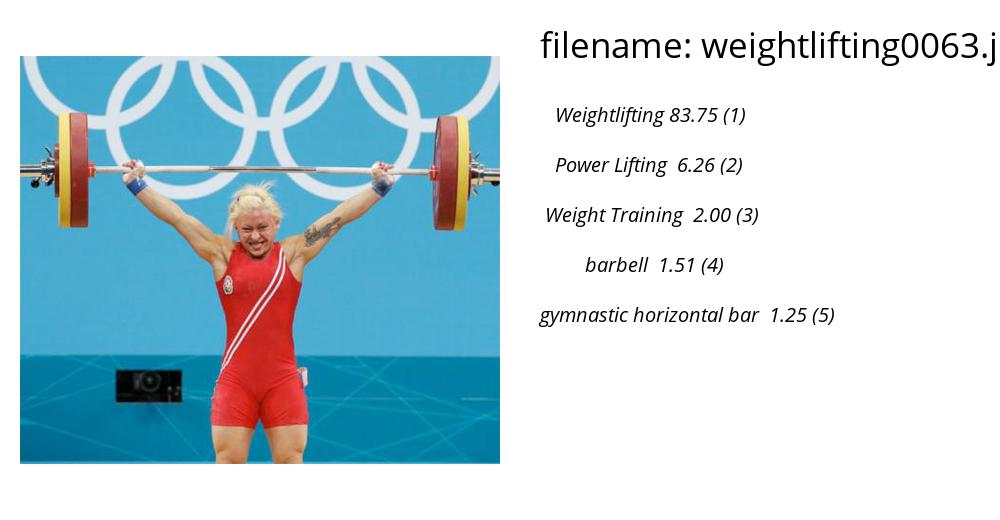 filename: weightlifting0063.j
Weightlifting 83.75 (1)
Power Lifting 6.26 (2)
Weight Training 2.00 (3)
barbell 1.51 (4)
gymnastic horizontal bar 1.25 (5)